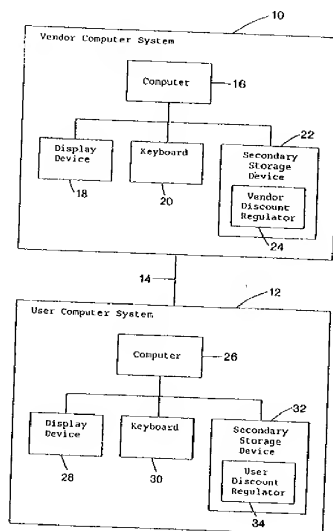 10
Vendor Computer System
Computer
16
22
Display
Device
Keyboard
Secondary
Storage
Device
18
20
Vendor
Discount
Regulator
24
14
12
User Computer System
Computer
26
32
Display
Device
Keyboard
Secondary
Storage
Device
28
30
User
Discount
Regulator
34